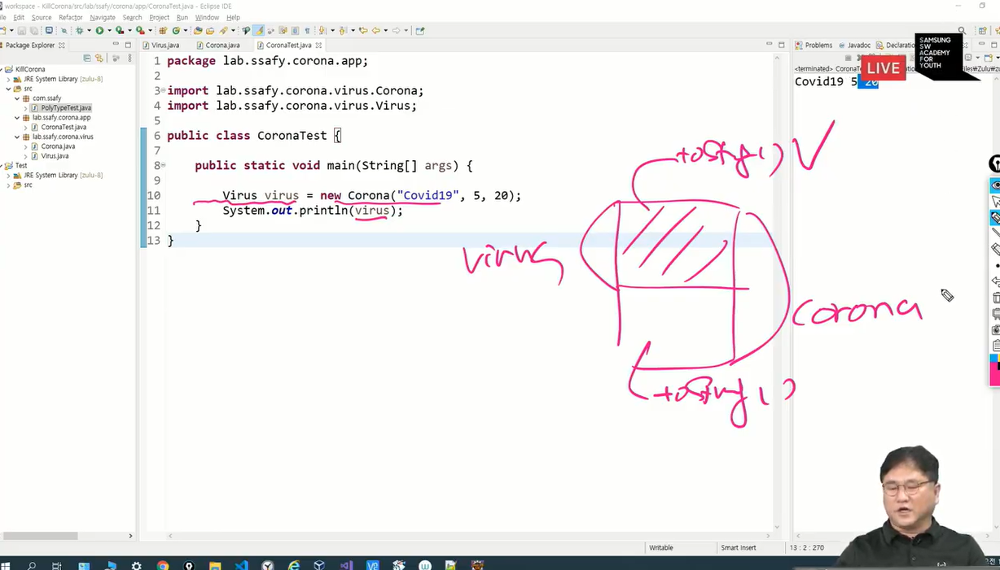 workspace - KillCorona/src/lab/ssafy/corona/app/CoronaTest.java - Eclipse IDE
File Edit Source Refactor Navigate Search Project Run Window Help
Package Explorer
Virus.java
Corona.java
CoronaTest.java
Problems
Javadoc
Declaration
KillCorona
JRE System Library [zulu-8]
src
com.ssafy
PolyTypeTest.java
lab.ssafy.corona.app
CoronaTest.java
lab.ssafy.corona.virus
Corona.java
Virus.java
Test
JRE System Library [zulu-8]
src
1 package lab.ssafy.corona.app;
2
3 import lab.ssafy.corona.virus.Corona;
4 import lab.ssafy.corona.virus.Virus;
5
6 public class CoronaTest {
7
8 public static void main(String[] args) {
9
10 Virus virus = new Corona("Covid19", 5, 20);
11 System.out.println(virus);
12 }
13 }
SAMSUNG
SW
ACADEMY
FOR
YOUTH
LIVE
Covid19 5 20
toString()
virus
corona
toString()
Writable
Smart Insert
13 : 2 : 270